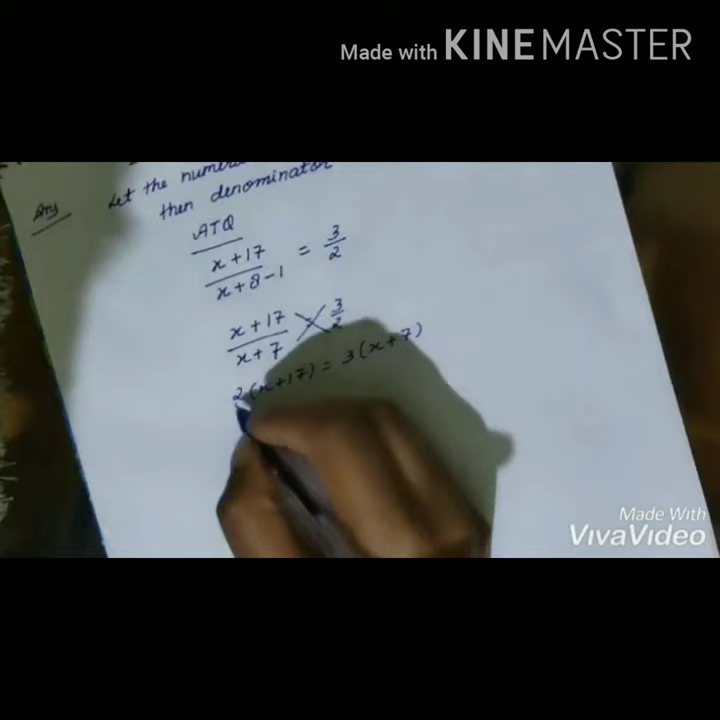 Made with KINEMASTER
Ans Let the numer
then denominator
ATQ
x+17 / x+8-1 = 3/2
x+17 / x+7 3/2
2(x+17) = 3(x+7)
Made With
VivaVideo